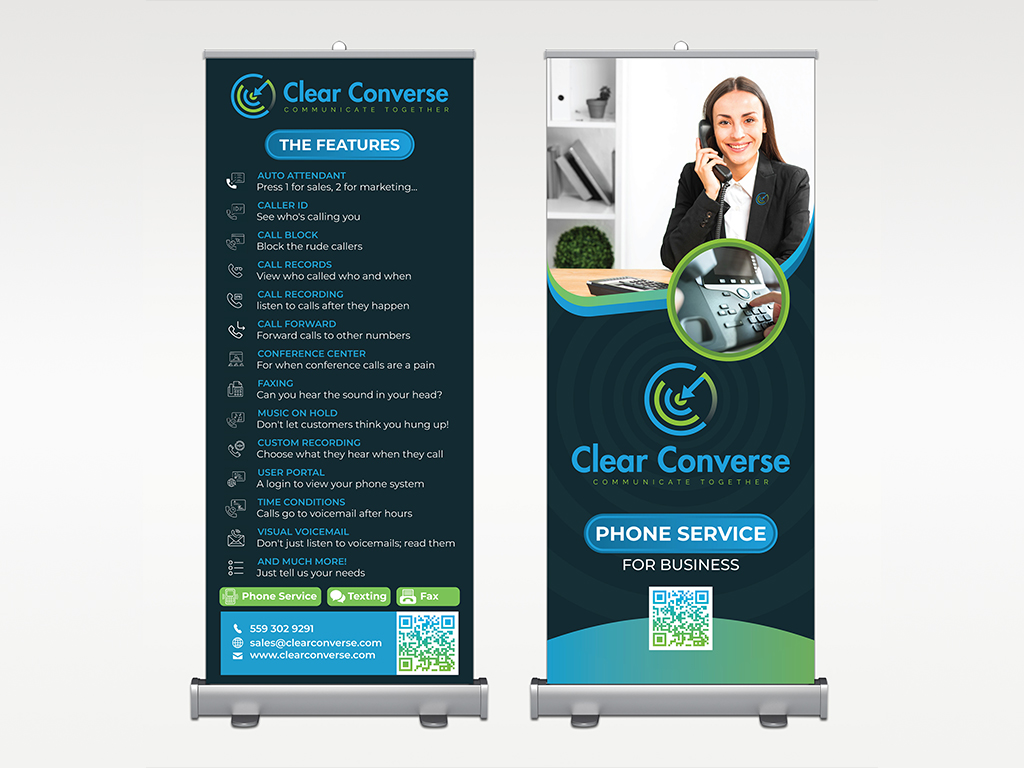 Clear Converse
COMMUNICATE TOGETHER
THE FEATURES
AUTO ATTENDANT
Press 1 for sales, 2 for marketing...
CALLER ID
See who's calling you
CALL BLOCK
Block the rude callers
CALL RECORDS
View who called who and when
CALL RECORDING
listen to calls after they happen
CALL FORWARD
Forward calls to other numbers
CONFERENCE CENTER
For when conference calls are a pain
FAXING
Can you hear the sound in your head?
MUSIC ON HOLD
Don't let customers think you hung up!
CUSTOM RECORDING
Choose what they hear when they call
USER PORTAL
A login to view your phone system
TIME CONDITIONS
Calls go to voicemail after hours
VISUAL VOICEMAIL
Don't just listen to voicemails; read them
AND MUCH MORE!
Just tell us your needs
Phone Service Texting Fax
559 302 9291
sales@clearconverse.com
www.clearconverse.com
Clear Converse
COMMUNICATE TOGETHER
PHONE SERVICE
FOR BUSINESS